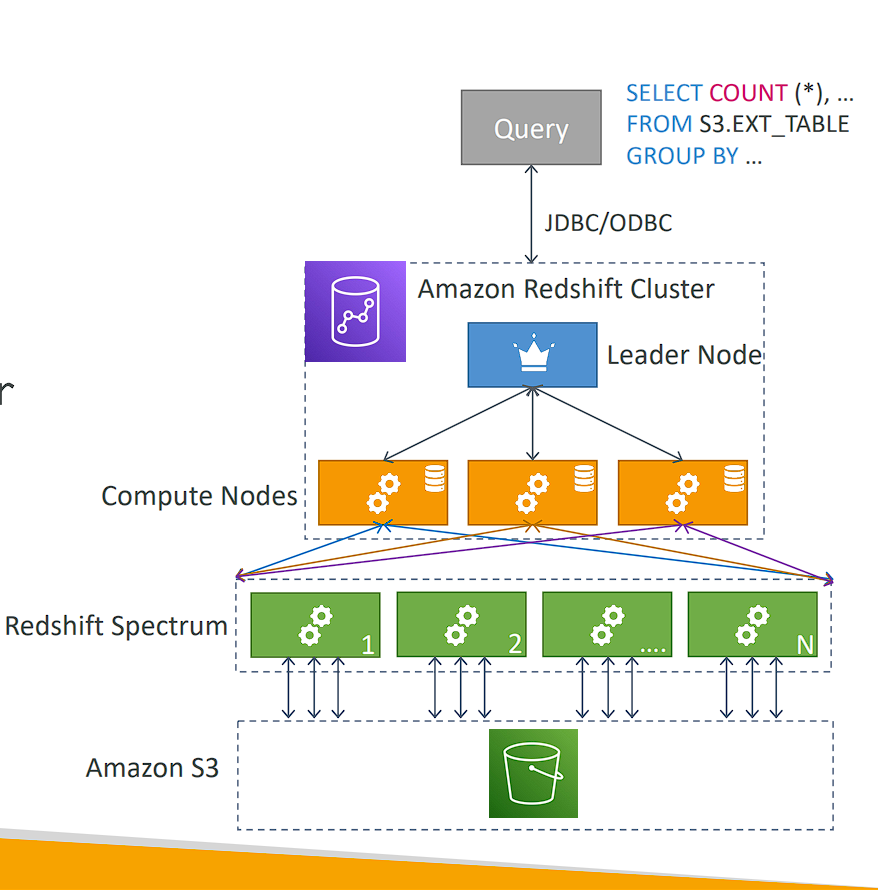 SELECT COUNT (*), ...
FROM S3.EXT_TABLE
GROUP BY ...
Query
JDBC/ODBC
Amazon Redshift Cluster
Leader Node
r
Compute Nodes
Redshift Spectrum
1
2
....
N
Amazon S3